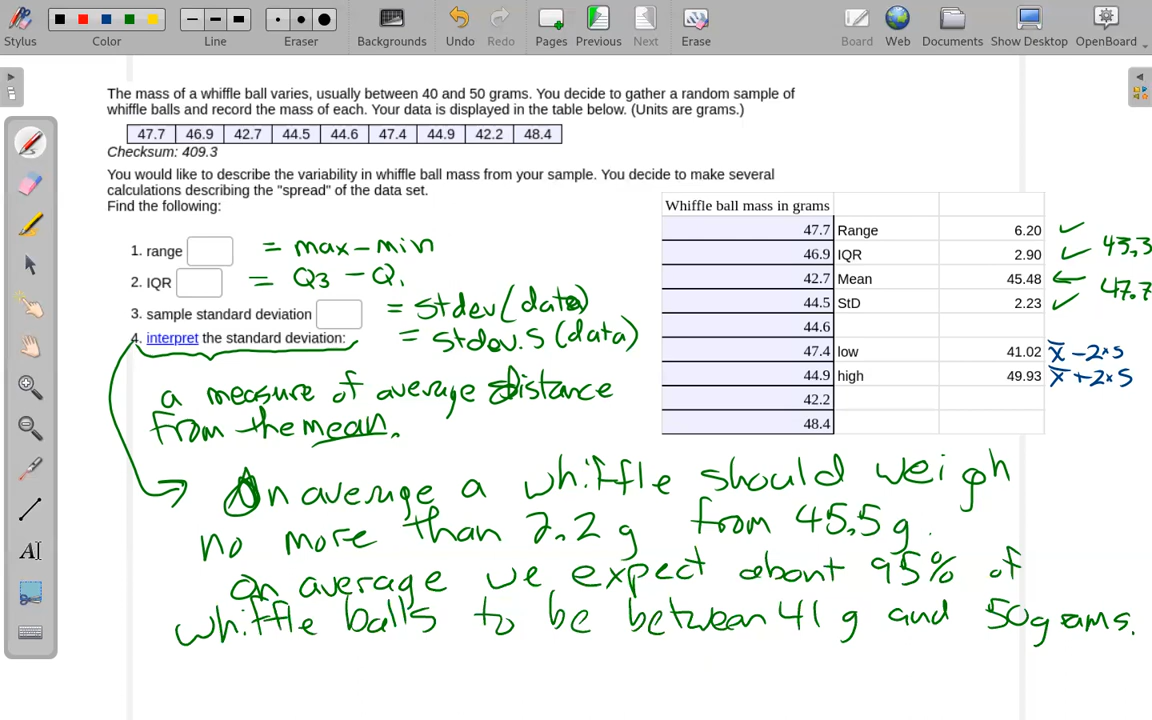 Stylus Color Line Eraser Backgrounds Undo Redo Pages Previous Next Erase Board Web Documents Show Desktop OpenBoard
The mass of a whiffle ball varies, usually between 40 and 50 grams. You decide to gather a random sample of
whiffle balls and record the mass of each. Your data is displayed in the table below. (Units are grams.)
47.7 46.9 42.7 44.5 44.6 47.4 44.9 42.2 48.4
Checksum: 409.3
You would like to describe the variability in whiffle ball mass from your sample. You decide to make several
calculations describing the "spread" of the data set.
Find the following:
1. range = max - min
2. IQR = Q3 - Q1
3. sample standard deviation = stdev(data)
= stdev.S(data)
4. interpret the standard deviation:
a measure of average distance
from the mean.
Whiffle ball mass in grams
47.7 Range 6.20 ✓
46.9 IQR 2.90 ✓ 43,3
42.7 Mean 45.48 ← 47.7
44.5 StD 2.23 ✓
44.6
47.4 low 41.02 x̅ - 2*S
44.9 high 49.93 x̅ + 2*S
42.2
48.4
On average a whiffle should weigh
no more than 2.2 g from 45.5 g.
On average we expect about 95% of
whiffle balls to be between 41 g and 50 grams.
A